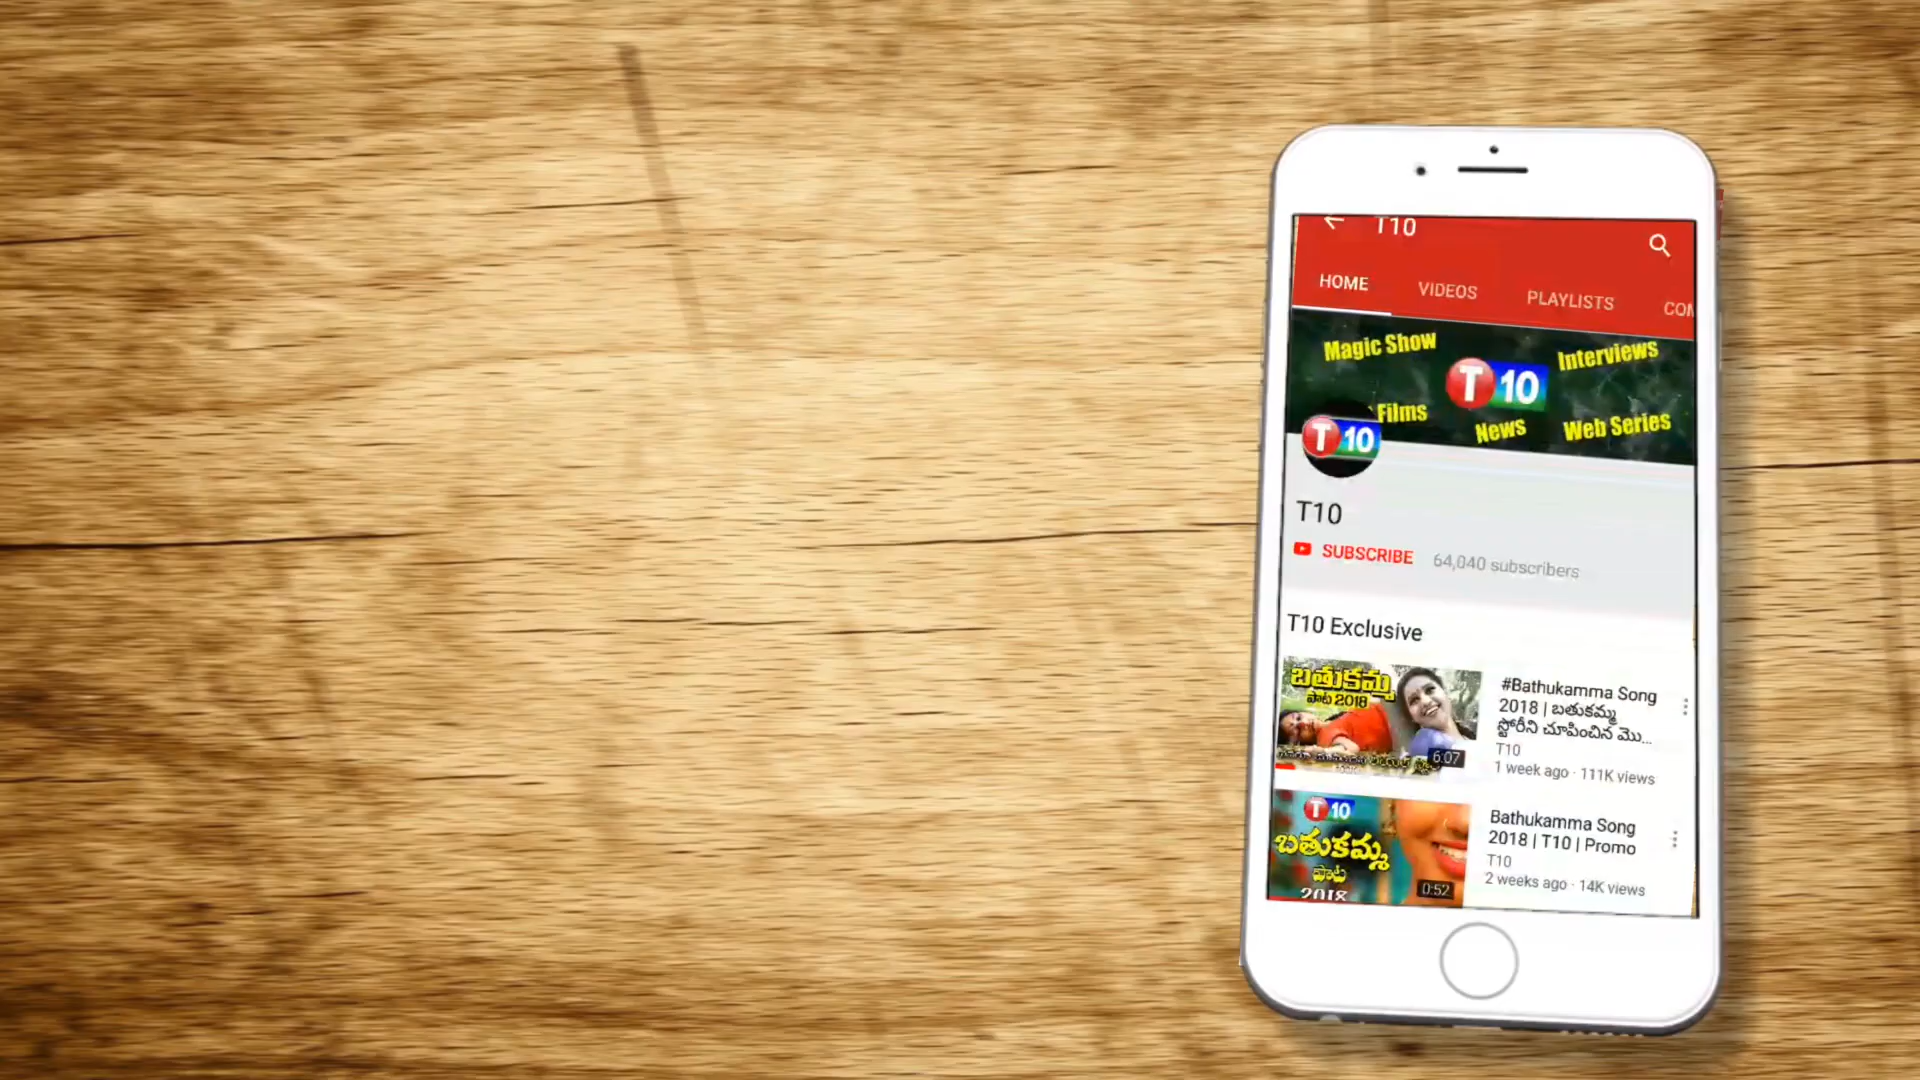 T10
HOME VIDEOS PLAYLISTS CON
Magic Show
Interviews
T 10
Films
News
Web Series
T 10
T10
SUBSCRIBE 64,040 subscribers
T10 Exclusive
బతుకమ్మ
పాట 2018
6:07
#Bathukamma Song
2018 | బతుకమ్మ
స్టోరీని చూపించిన మొ...
T10
1 week ago · 111K views
T 10
బతుకమ్మ
పాట
2018
0:52
Bathukamma Song
2018 | T10 | Promo
T10
2 weeks ago · 14K views